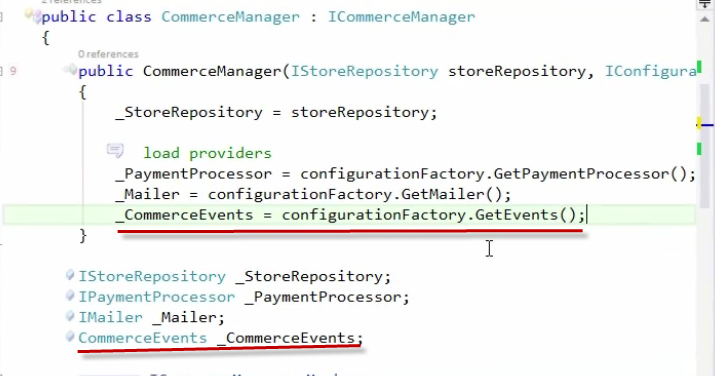 public class CommerceManager : ICommerceManager
{
0 references
9
public CommerceManager(IStoreRepository storeRepository, IConfigura
{
_StoreRepository = storeRepository;
load providers
_PaymentProcessor = configurationFactory.GetPaymentProcessor();
_Mailer = configurationFactory.GetMailer();
_CommerceEvents = configurationFactory.GetEvents();
}
IStoreRepository _StoreRepository;
IPaymentProcessor _PaymentProcessor;
IMailer _Mailer;
CommerceEvents _CommerceEvents;